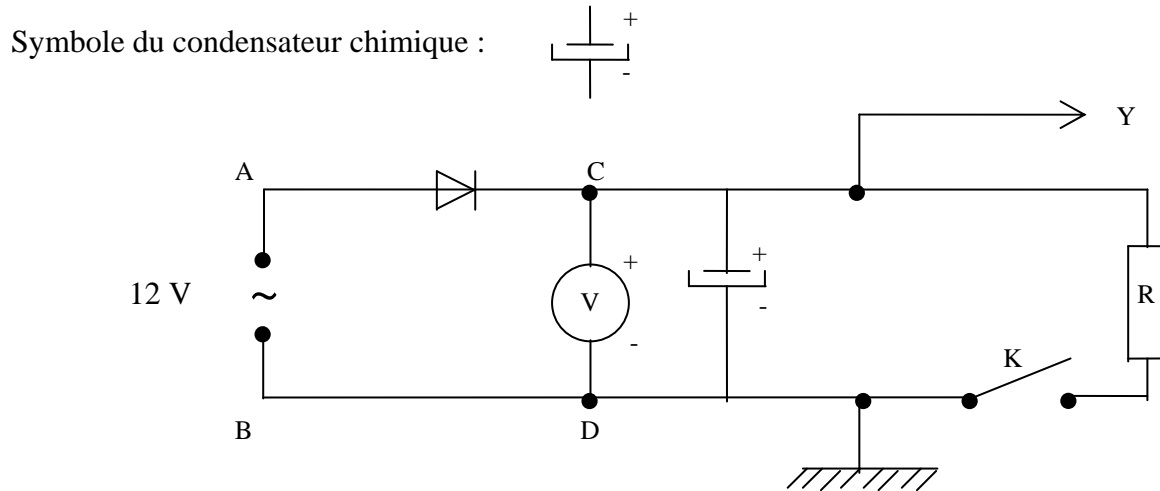 Symbole du condensateur chimique :
+
-
Y
A
C
12 V
~
+
V
-
+
-
R
K
B
D